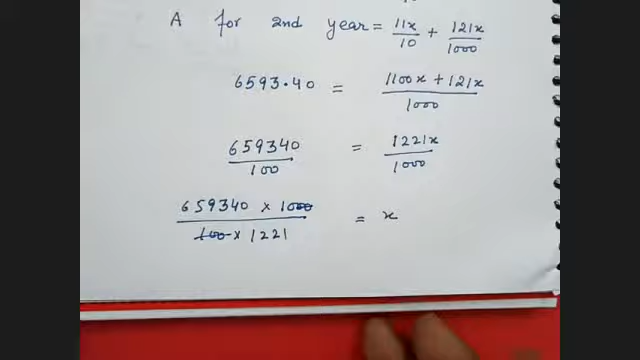 A for 2nd year = 11x/10 + 121x/1000
6593.40 = 1100x + 121x/1000
659340/100 = 1221x/1000
659340 x 1000/100 x 1221 = x